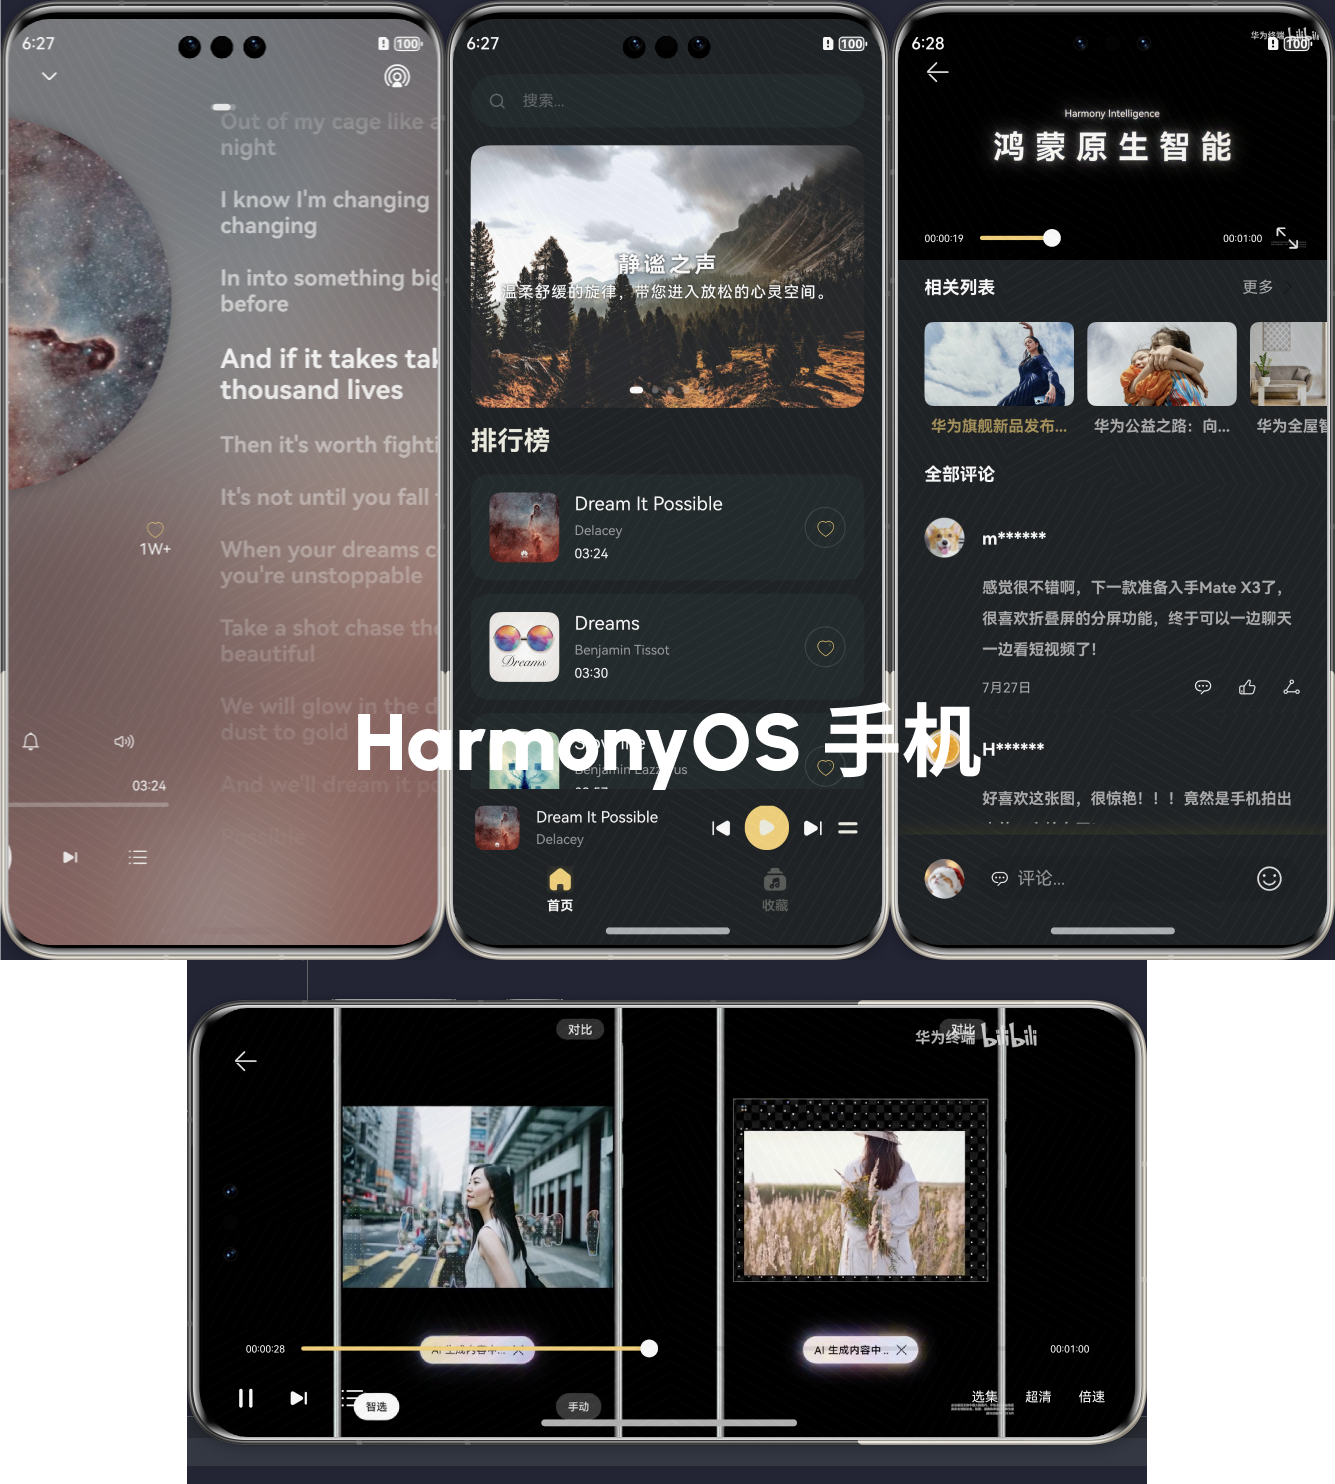 6:27
100
Out of my cage like a
night
I know I'm changing
changing
In into something big
before
And if it takes tak
thousand lives
Then it's worth fighti
It's not until you fall
When your dreams c
you're unstoppable
Take a shot chase the
beautiful
We will glow in the d
dust to gold
And we'll dream it po
1W+
03:24
6:27
100
搜索...
静谧之声
温柔舒缓的旋律，带您进入放松的心灵空间。
排行榜
Dream It Possible
Delacey
03:24
Dreams
Benjamin Tissot
03:30
Dreams
Benjamin Lazzarus
Dream It Possible
Delacey
首页
收藏
6:28
华为终端 bilibili
100
Harmony Intelligence
鸿蒙原生智能
00:00:19
00:01:00
相关列表
更多
华为旗舰新品发布...
华为公益之路：向...
华为全屋智
全部评论
m******
感觉很不错啊，下一款准备入手Mate X3了，
很喜欢折叠屏的分屏功能，终于可以一边聊天
一边看短视频了！
7月27日
H******
好喜欢这张图，很惊艳！！！竟然是手机拍出
评论...
HarmonyOS 手机
对比
对比
华为终端 bilibili
AI 生成内容中...
AI 生成内容中...
00:00:28
00:01:00
智选
手动
选集
超清
倍速